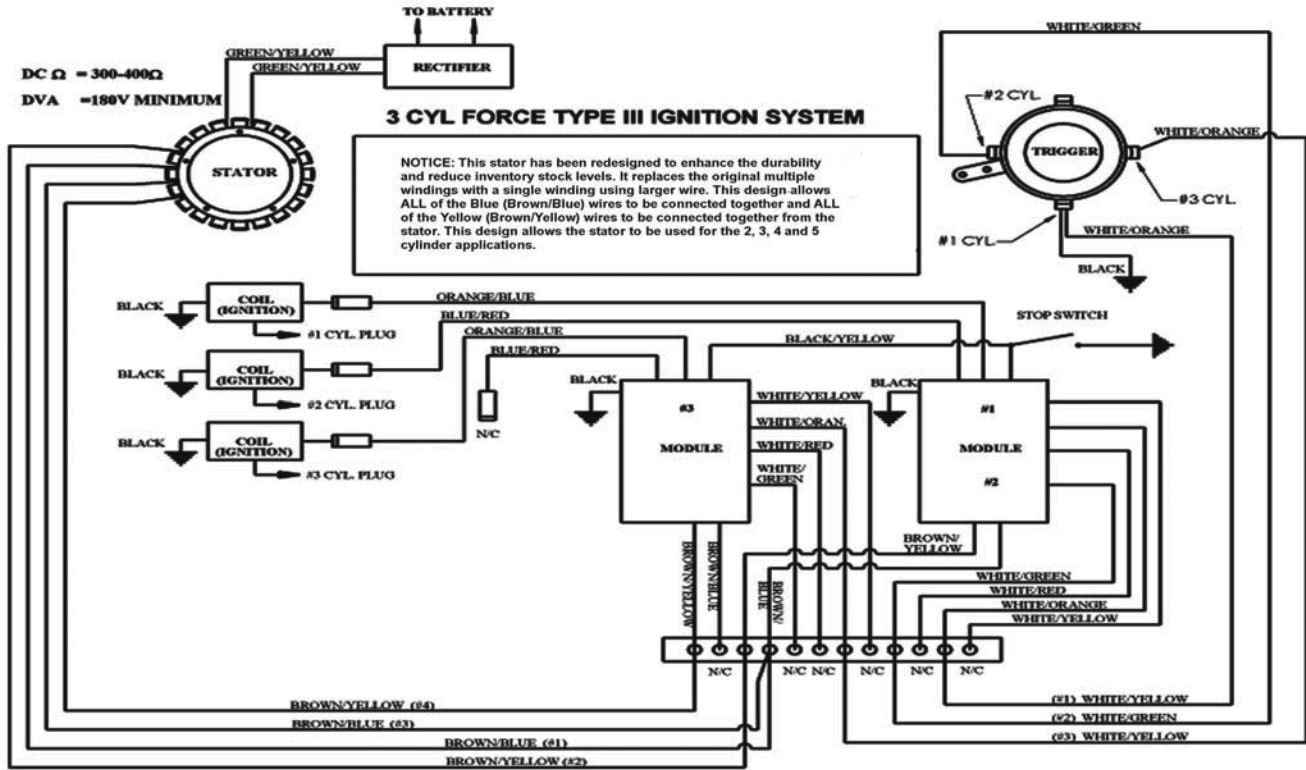 TO BATTERY
WHITE/GREEN
GREEN/YELLOW
GREEN/YELLOW
RECTIFIER
DC Ω = 300-400Ω
DVA =180V MINIMUM
#2 CYL.
3 CYL FORCE TYPE III IGNITION SYSTEM
WHITE/ORANGE
STATOR
TRIGGER
NOTICE: This stator has been redesigned to enhance the durability
and reduce inventory stock levels. It replaces the original multiple
windings with a single winding using larger wire. This design allows
ALL of the Blue (Brown/Blue) wires to be connected together and ALL
of the Yellow (Brown/Yellow) wires to be connected together from the
stator. This design allows the stator to be used for the 2, 3, 4 and 5
cylinder applications.
#3 CYL.
#1 CYL.
WHITE/ORANGE
BLACK
BLACK
COIL
(IGNITION)
ORANGE/BLUE
#1 CYL. PLUG
BLUE/RED
STOP SWITCH
ORANGE/BLUE
BLACK/YELLOW
BLUE/RED
BLACK
COIL
(IGNITION)
#2 CYL. PLUG
BLACK
BLACK
#3
MODULE
WHITE/YELLOW
WHITE/ORAN.
WHITE/RED
WHITE/
GREEN
#1
MODULE
#2
N/C
BLACK
COIL
(IGNITION)
#3 CYL. PLUG
BROWN/YELLOW
BROWN/BLUE
BROWN/
BLUE
BROWN/
YELLOW
WHITE/GREEN
WHITE/RED
WHITE/ORANGE
WHITE/YELLOW
N/C
N/C
N/C
N/C
N/C
N/C
BROWN/YELLOW (#4)
(#1) WHITE/YELLOW
BROWN/BLUE (#3)
(#2) WHITE/GREEN
BROWN/BLUE (#1)
(#3) WHITE/YELLOW
BROWN/YELLOW (#2)